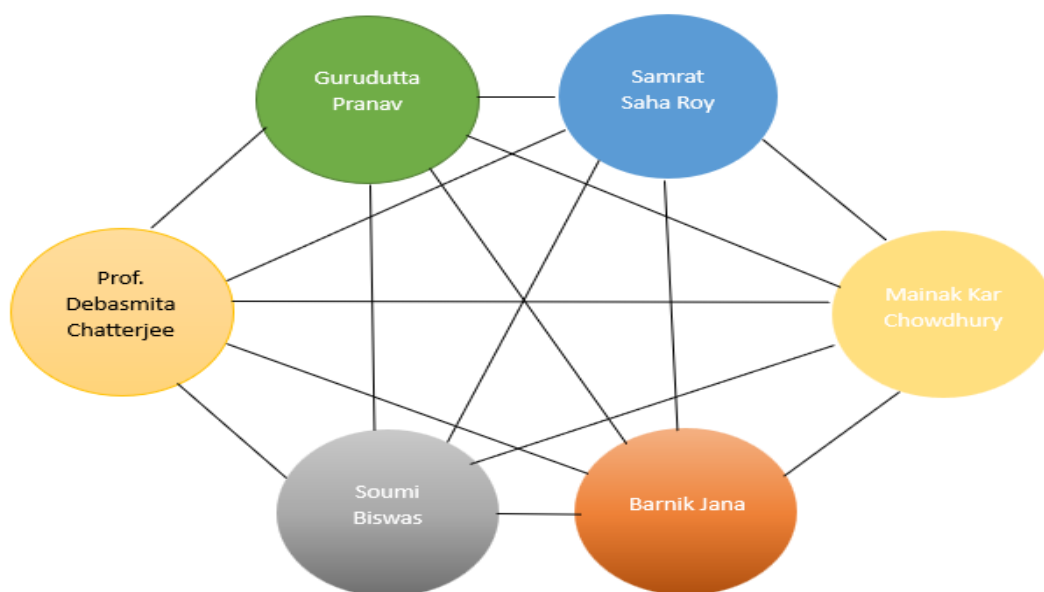 Gurudutta
Pranav
Samrat
Saha Roy
Prof.
Debasmita
Chatterjee
Mainak Kar
Chowdhury
Soumi
Biswas
Barnik Jana